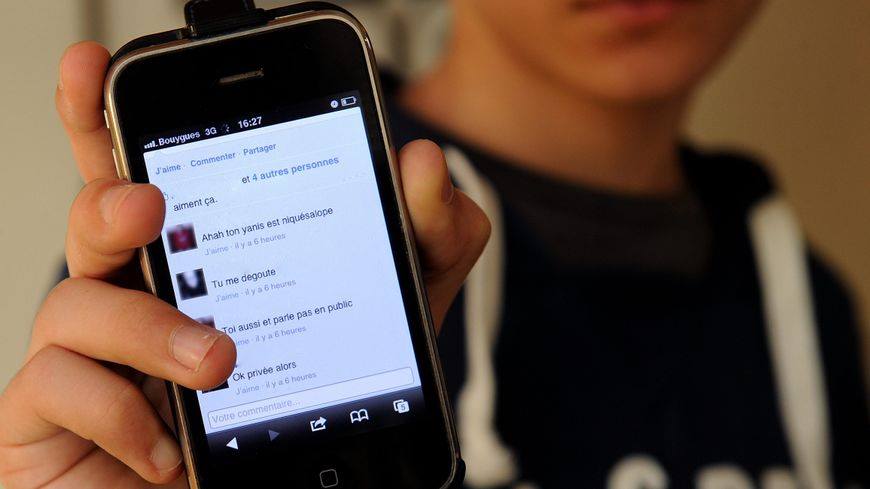 Bouygues 3G 16:27
J'aime · Commenter · Partager
et 4 autres personnes
aiment ça.
Ahah ton yanis est niquésalope
J'aime · il y a 6 heures
Tu me degoute
J'aime · il y a 6 heures
Toi aussi et parle pas en public
aime · il y a 6 heures
Ok privée alors
J'aime · il y a 6 heures
Votre commentaire...
5